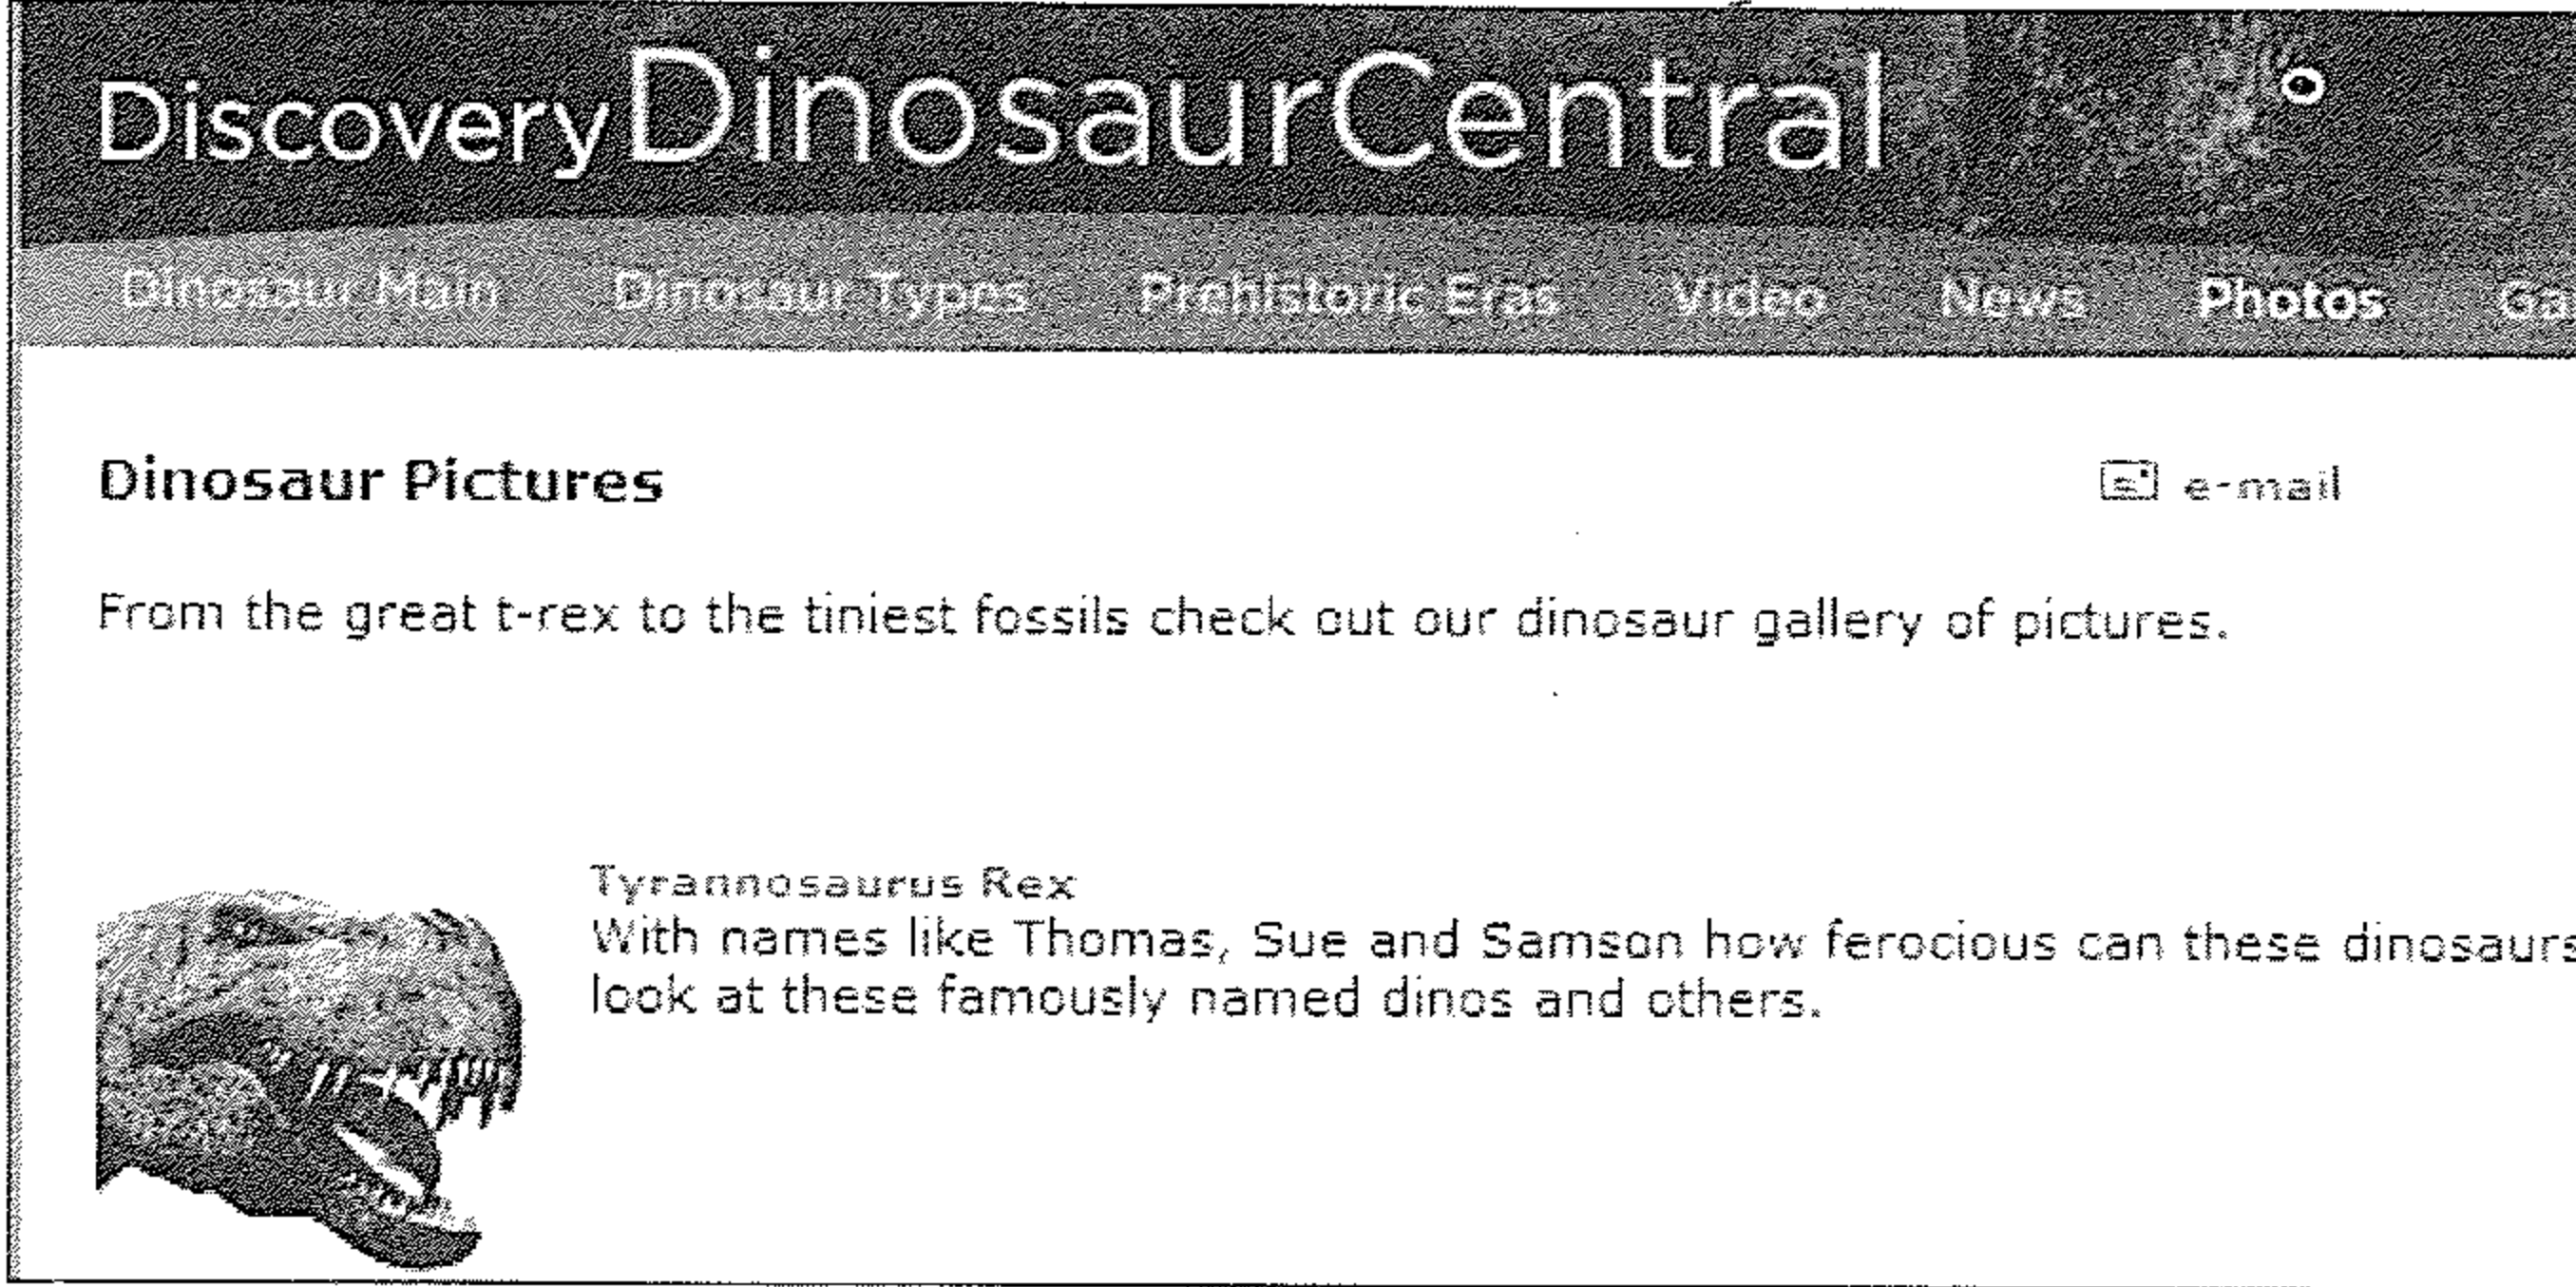 Discovery DinosaurCentral
Dinosaur Main Dinosaur Types Prehistoric Eras Video News Photos
Dinosaur Pictures e-mail
From the great t-rex to the tiniest fossils check out our dinosaur gallery of pictures.
Tyrannosaurus Rex
With names like Thomas, Sue and Samson how ferocious can these dinosaurs
look at these famously named dinos and others.